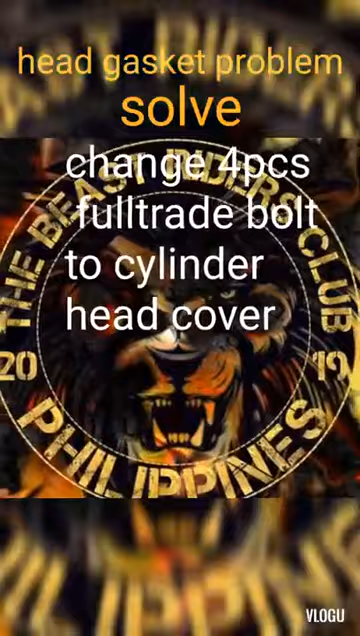 head gasket problem
solve
change 4pcs
fulltrade bolt
to cylinder
head cover
THE BEAST RIDERS CLUB
20 19
PHILIPPINES
VLOGU